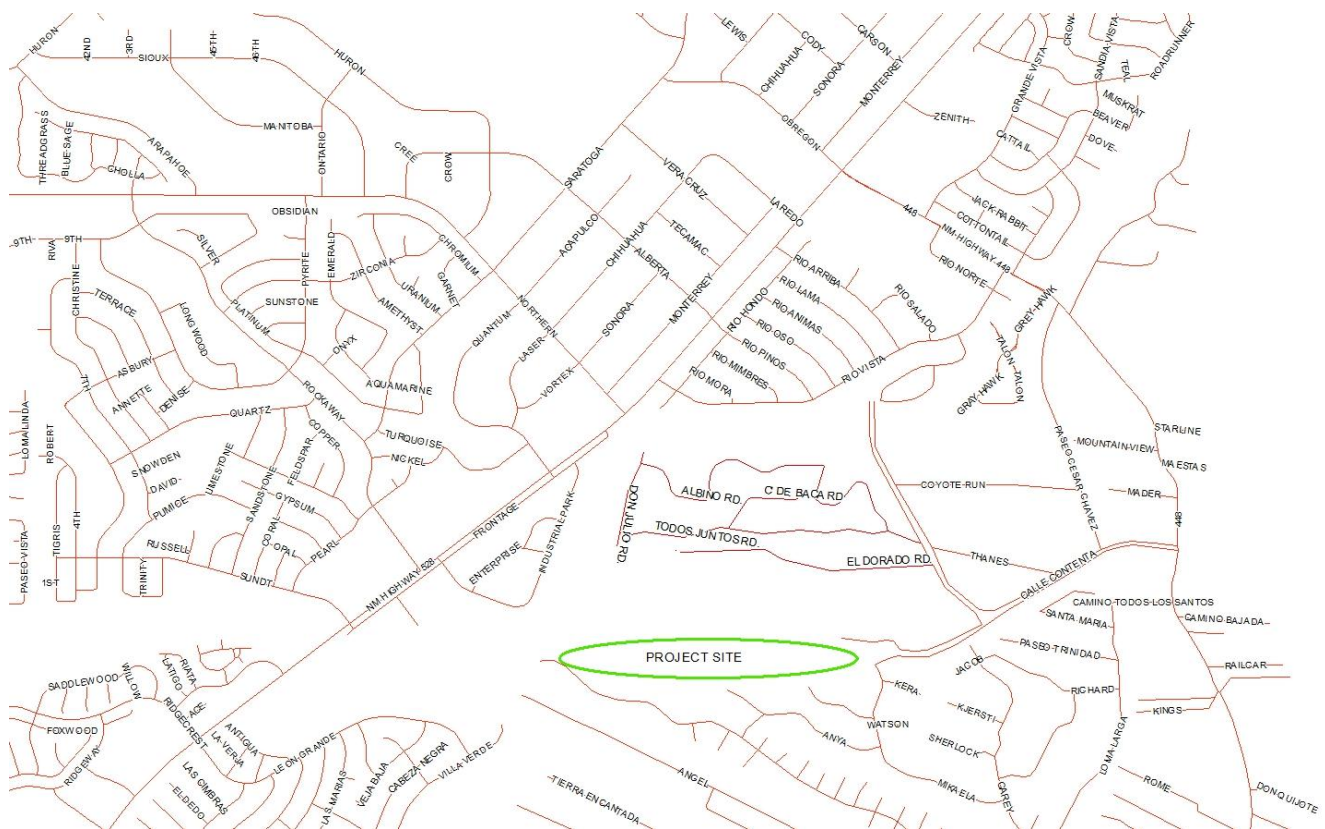 HURON
42ND
3RD
45TH
46TH
SIOUX
HURON
LEWIS
CHIHUAHUA
CODY
SONORA
CARSON
MONTERREY
CROW
SANDIA-VISTA
TEAL
ROADRUNNER
GRANDE-VISTA
MUSKRAT
BEAVER
DOVE
ZENITH
CATTAIL
OBREGON
THREADGRASS
BLUE-SAGE
ARAPAHOE
CHOLLA
MANITOBA
ONTARIO
CREE
CROW
SARATOGA
VERA CRUZ
LAREDO
448
JACK-RABBIT
COTTONTAIL
NM-HIGHWAY-448
RIO NORTE
9TH
RIVA
9TH
OBSIDIAN
SILVER
PYRITE
EMERALD
ZIRCONIA
CHROMIUM
GARNET
URANIUM
AMETHYST
ACAPULCO
CHIHUAHUA
TECAMAC
ALBERTA
SONORA
MONTERREY
RIO ARRIBA
RIO-LAMA
RIO ANIMAS
RIO-OSO
RIO PINOS
RIO-MIMBRES
RIO MORA
RIO-HONDO
RIO SALADO
RIO VISTA
GREY-HAWK
TALON
TALON
GRAY-HAWK
CHRISTINE
TERRACE
LONGWOOD
PLATINUM
SUNSTONE
ONYX
QUANTUM
NORTHERN
LASER
VORTEX
7TH
ASBURY
ANNETTE
DENISE
ROCKAWAY
AQUAMARINE
QUARTZ
COPPER
TURQUOISE
NICKEL
LOMA LINDA
ROBERT
SNOWDEN
DAVID
PUMICE
LIMESTONE
SANDSTONE
FELDSPAR
GYPSUM
CORAL
OPAL
PEARL
RUSSELL
SUNDT
PASEO-VISTA
TIGRIS
4TH
1ST
TRINITY
NM-HIGHWAY-528
FRONTAGE
ENTERPRISE
INDUSTRIAL-PARK
DON JULIO RD.
ALBINO RD.
C' DE BACA RD
TODOS JUNTOS RD.
EL DORADO RD.
COYOTE-RUN
PASEO-CESAR-CHAVEZ
STARLINE
MOUNTAIN-VIEW
MAESTAS
MADER
448
THANES
CALLE CONTENTA
CAMINO-TODOS-LOS-SANTOS
SANTA MARIA
CAMINO-BAJADA
PASEO-TRINIDAD
RAILCAR
PROJECT SITE
JACOB
RICHARD
KINGS
KERA
KJERSTI
WATSON
ANYA
SHERLOCK
LOMA-LARGA
MIKAELA
CAREY
ROME
DON QUIJOTE
SADDLEWOOD
WILLOW
LATIGO
RIATA
ACE
RIDGECREST
FOXWOOD
RIDGEWAY
ANTIGUA
LA-VERJA
LEON-GRANDE
LAS CUMBRAS
EL-DEDO
LAS MARIAS
VEJA BAJA
CABEZA-NEGRA
VILLA-VERDE
ANGEL
TIERRA ENCANTADA